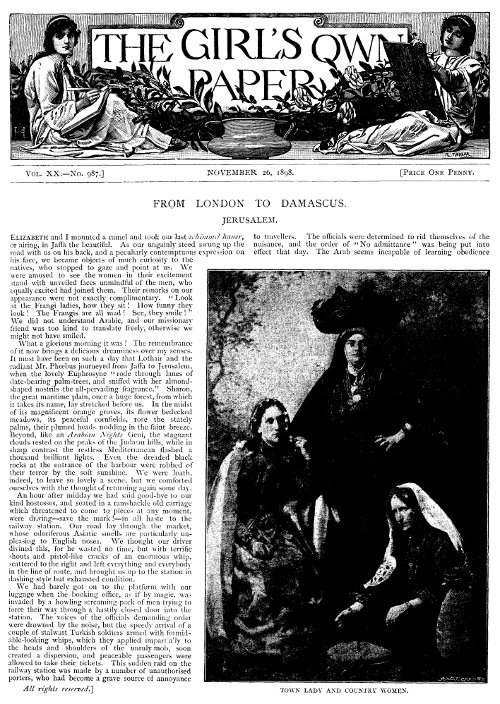 THE GIRL'S OWN
PAPER
VOL. XX.—No. 987.]
NOVEMBER 26, 1898.
[PRICE ONE PENNY.
FROM LONDON TO DAMASCUS.
JERUSALEM.
ELIZABETH and I mounted a camel and took our last
or airing, in Jaffa the beautiful. As our ungainly steed swung up the
road with us on his back, and a peculiarly contemptuous expression on
his face, we became objects of much curiosity to the
natives, who stopped to gaze and point at us. We
were amused to see the women in their excitement
stand with unveiled faces unmindful of the men, who
equally excited had joined them. Their remarks on our
appearance were not exactly complimentary. "Look
at the Frangi ladies, how they sit! How funny they
look! The Frangis are all mad! See, they smile!"
We did not understand Arabic, and our missionary
friend was too kind to translate freely, otherwise we
might not have smiled.
What a glorious morning it was! The remembrance
of it now brings a delicious dreaminess over my senses.
It must have been on such a day that Lothair and the
radiant Mr. Phœbus journeyed from Jaffa to Jerusalem,
when the lovely Euphrosyne "rode through lanes of
date-bearing palm-trees, and sniffed with her almond-
shaped nostrils the all-pervading fragrance." Sharon,
the great maritime plain, once a huge forest, from which
it takes its name, lay stretched before us. In the midst
of its magnificent orange groves, its flower bedecked
meadows, its peaceful cornfields, rose the stately
palms, their plumed heads nodding in the faint breeze.
Beyond, like an Arabian Nights Geni, the stagnant
clouds rested on the peaks of the Judæan hills, while in
sharp contrast the restless Mediterranean flashed a
thousand brilliant lights. Even the dreaded black
rocks at the entrance of the harbour were robbed of
their terror by the soft sunshine. We were loath,
indeed, to leave so lovely a scene, but we comforted
ourselves with the thought of returning again some day.
An hour after midday we had said good-bye to our
kind hostesses, and seated in a ramshackle old carriage
which threatened to come to pieces at any moment,
were driving—save the mark!—in all haste to the
railway station. Our road lay through the market,
whose odoriferous Asiatic smells are particularly un-
pleasing to English noses. We thought our driver
divined this, for he wasted no time, but with terrific
shouts and pistol-like cracks of an enormous whip,
scattered to the right and left everything and everybody
in the line of route, and brought us up to the station in
dashing style but exhausted condition.
We had barely got on to the platform with our
luggage when the booking office, as if by magic, was
invaded by a howling screaming pack of men trying to
force their way through a hastily closed door into the
station. The voices of the officials demanding order
were drowned by the noise, but the speedy arrival of a
couple of stalwart Turkish soldiers armed with formid-
able-looking whips, which they applied impartially to
the heads and shoulders of the unruly mob, soon
created a dispersion, and peaceable passengers were
allowed to take their tickets. This sudden raid on the
railway station was made by a number of unauthorised
porters, who had become a grave source of annoyance
to travellers. The officials were determined to rid themselves of the
nuisance, and the order of "No admittance" was being put into
effect that day. The Arab seems incapable of learning obedience
TOWN LADY AND COUNTRY WOMEN.
All rights reserved.]